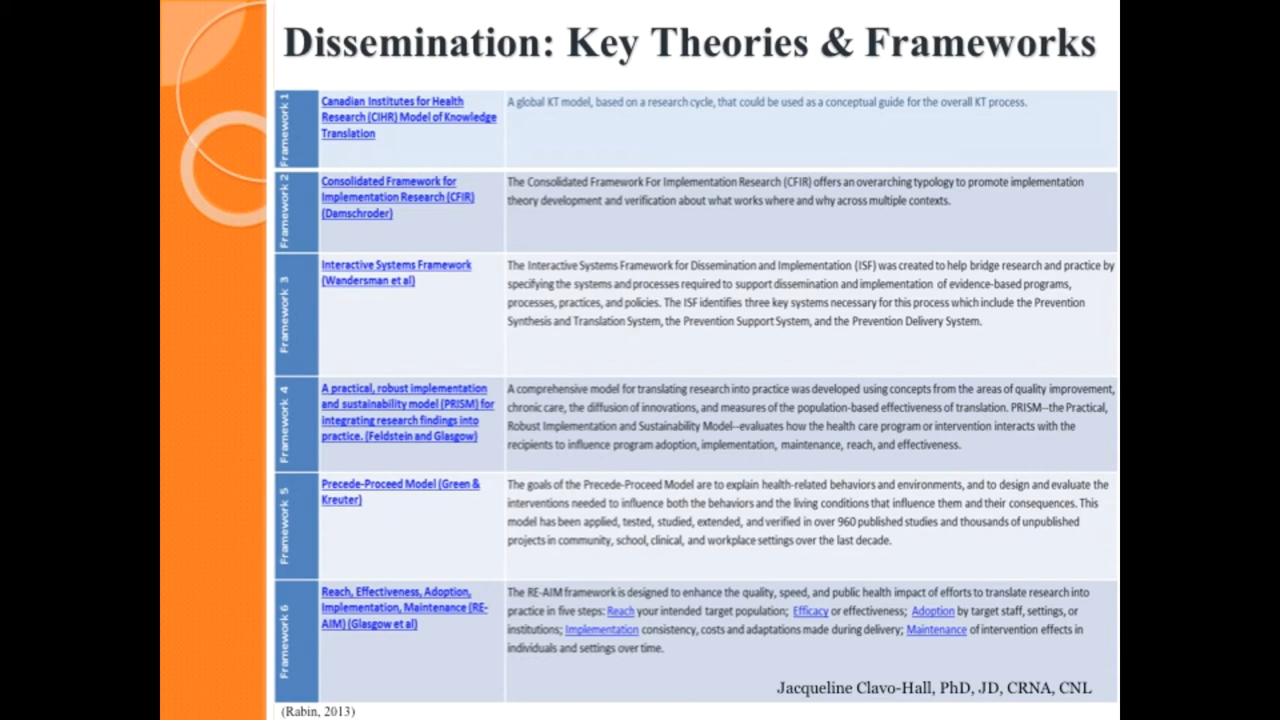 Dissemination: Key Theories & Frameworks
Framework 1
Canadian Institutes for Health
Research (CIHR) Model of Knowledge
Translation
A global KT model, based on a research cycle, that could be used as a conceptual guide for the overall KT process.
Framework 2
Consolidated Framework for
Implementation Research (CFIR)
(Damschroder)
The Consolidated Framework For Implementation Research (CFIR) offers an overarching typology to promote implementation
theory development and verification about what works where and why across multiple contexts.
Framework 3
Interactive Systems Framework
(Wandersman et al)
The Interactive Systems Framework for Dissemination and Implementation (ISF) was created to help bridge research and practice by
specifying the systems and processes required to support dissemination and implementation of evidence-based programs,
processes, practices, and policies. The ISF identifies three key systems necessary for this process which include the Prevention
Synthesis and Translation System, the Prevention Support System, and the Prevention Delivery System.
Framework 4
A practical, robust implementation
and sustainability model (PRISM) for
integrating research findings into
practice. (Feldstein and Glasgow)
A comprehensive model for translating research into practice was developed using concepts from the areas of quality improvement,
chronic care, the diffusion of innovations, and measures of the population-based effectiveness of translation. PRISM--the Practical,
Robust Implementation and Sustainability Model--evaluates how the health care program or intervention interacts with the
recipients to influence program adoption, implementation, maintenance, reach, and effectiveness.
Framework 5
Precede-Proceed Model (Green &
Kreuter)
The goals of the Precede-Proceed Model are to explain health-related behaviors and environments, and to design and evaluate the
interventions needed to influence both the behaviors and the living conditions that influence them and their consequences. This
model has been applied, tested, studied, extended, and verified in over 960 published studies and thousands of unpublished
projects in community, school, clinical, and workplace settings over the last decade.
Framework 6
Reach, Effectiveness, Adoption,
Implementation, Maintenance (RE-
AIM) (Glasgow et al)
The RE-AIM framework is designed to enhance the quality, speed, and public health impact of efforts to translate research into
practice in five steps: Reach your intended target population; Efficacy or effectiveness; Adoption by target staff, settings, or
institutions; Implementation consistency, costs and adaptations made during delivery; Maintenance of intervention effects in
individuals and settings over time.
Jacqueline Clavo-Hall, PhD, JD, CRNA, CNL
(Rabin, 2013)